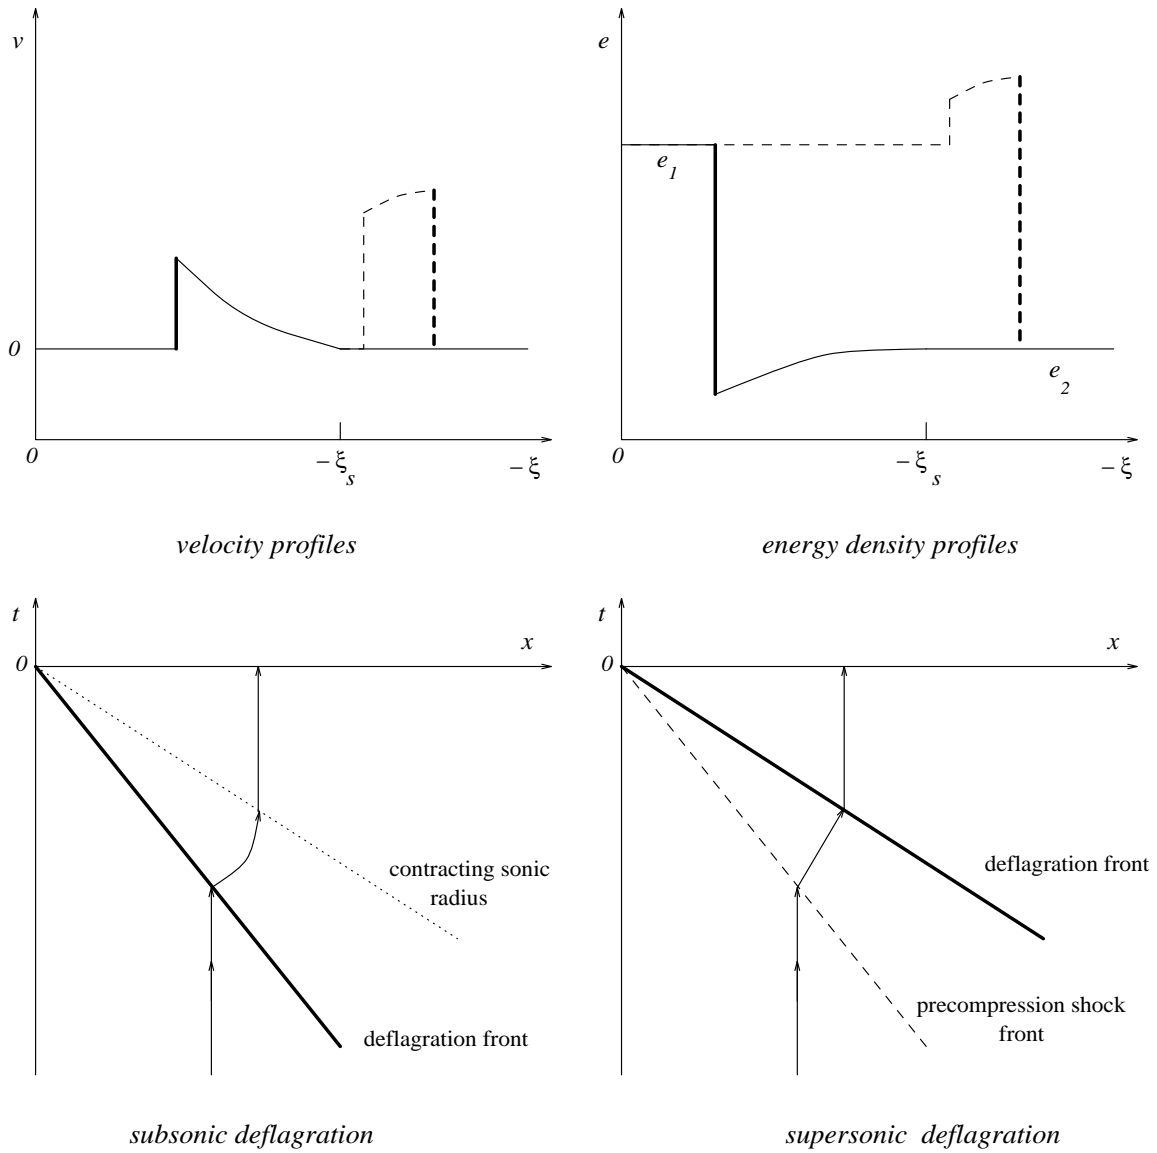 v
0
0
− ξs
− ξ
velocity profiles
e
e1
e2
0
− ξs
− ξ
energy density profiles
t
x
0
contracting sonic
radius
deflagration front
subsonic deflagration
t
x
0
deflagration front
precompression shock
front
supersonic deflagration